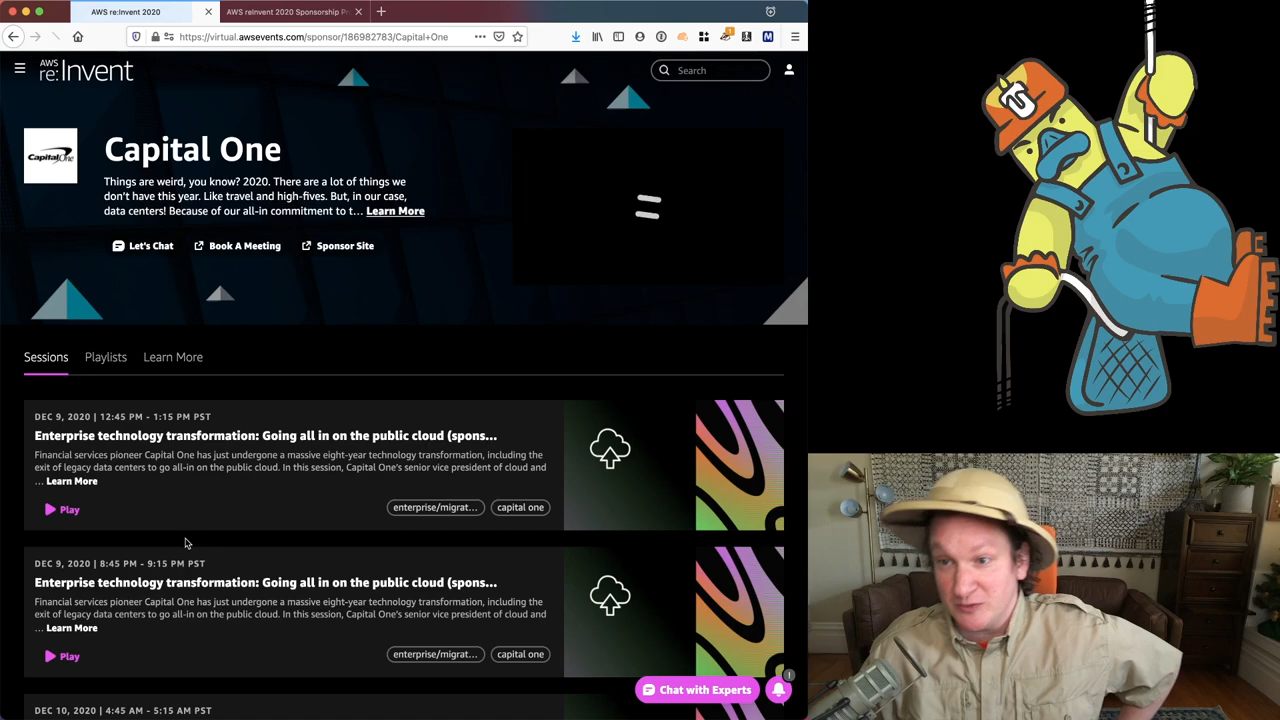 AWS re:Invent 2020
AWS reInvent 2020 Sponsorship P
https://virtual.awsevents.com/sponsor/186982783/Capital+One
AWS
re:Invent
Search
Capital One
Capital One
Things are weird, you know? 2020. There are a lot of things we
don't have this year. Like travel and high-fives. But, in our case,
data centers! Because of our all-in commitment to t... Learn More
Let's Chat
Book A Meeting
Sponsor Site
Sessions
Playlists
Learn More
DEC 9, 2020 | 12:45 PM - 1:15 PM PST
Enterprise technology transformation: Going all in on the public cloud (spons...
Financial services pioneer Capital One has just undergone a massive eight-year technology transformation, including the
exit of legacy data centers to go all-in on the public cloud. In this session, Capital One's senior vice president of cloud and
... Learn More
Play
enterprise/migrat...
capital one
DEC 9, 2020 | 8:45 PM - 9:15 PM PST
Enterprise technology transformation: Going all in on the public cloud (spons...
Financial services pioneer Capital One has just undergone a massive eight-year technology transformation, including the
exit of legacy data centers to go all-in on the public cloud. In this session, Capital One's senior vice president of cloud and
... Learn More
Play
enterprise/migrat...
capital one
Chat with Experts
!
DEC 10, 2020 | 4:45 AM - 5:15 AM PST